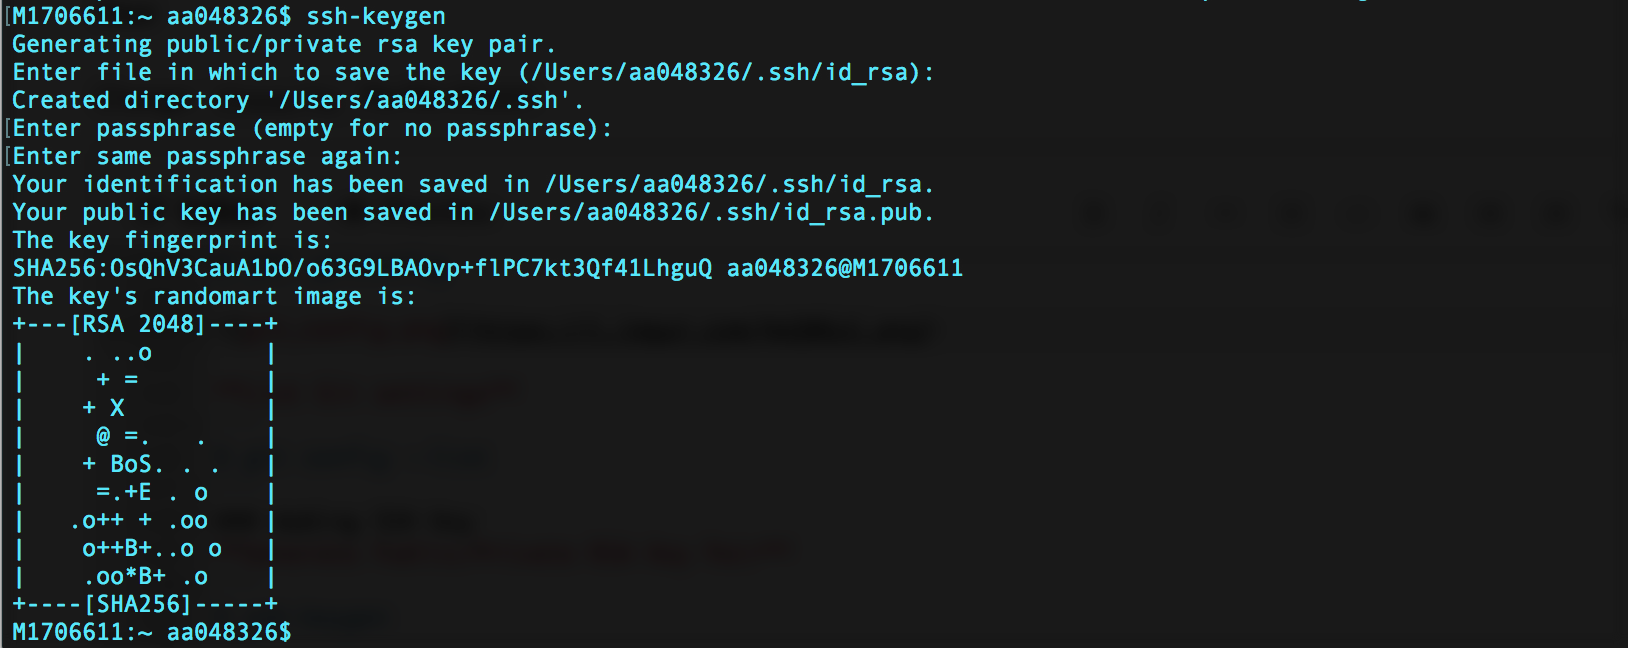 M1706611:~ aa048326$ ssh-keygen
Generating public/private rsa key pair.
Enter file in which to save the key (/Users/aa048326/.ssh/id_rsa):
Created directory '/Users/aa048326/.ssh'.
Enter passphrase (empty for no passphrase):
Enter same passphrase again:
Your identification has been saved in /Users/aa048326/.ssh/id_rsa.
Your public key has been saved in /Users/aa048326/.ssh/id_rsa.pub.
The key fingerprint is:
SHA256:OsQhV3CauA1bO/o63G9LBAOvp+flPC7kt3Qf41LhguQ aa048326@M1706611
The key's randomart image is:
+---[RSA 2048]----+
|     . ..o        |
|      + =         |
|     + X          |
|      @ =.   .    |
|     + BoS. . .   |
|      =.+E . o    |
|    .o++ + .oo    |
|     o++B+..o o   |
|     .oo*B+ .o    |
+----[SHA256]-----+
M1706611:~ aa048326$